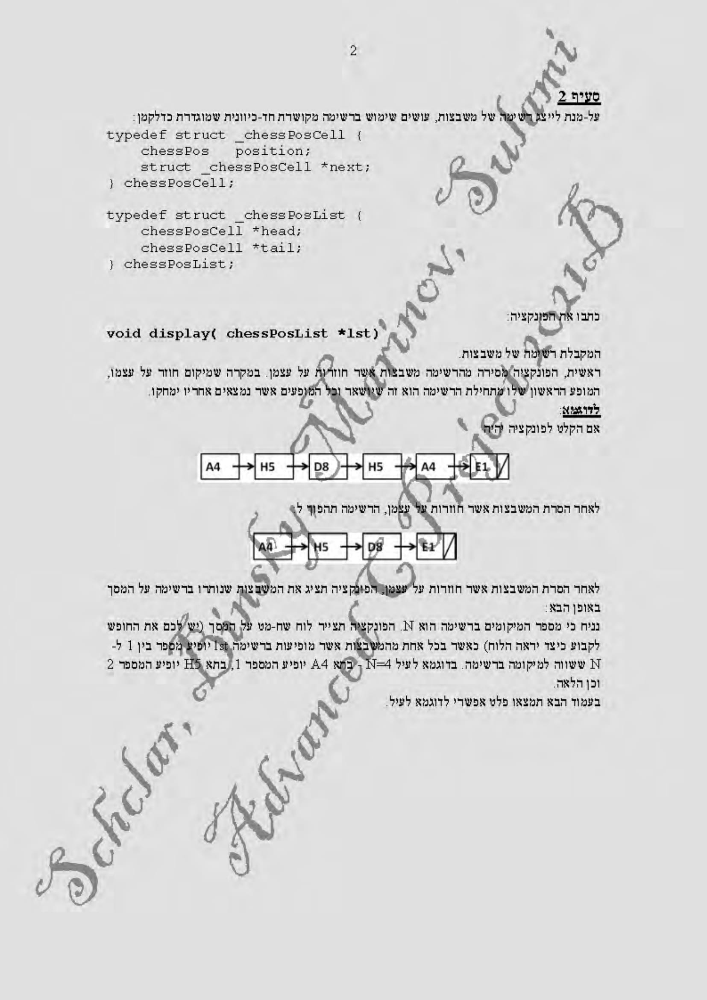 2
סעיף 2
על-מנת לייצג רשימה של משבצות, עושים שימוש ברשימה מקושרת חד-כיוונית שמוגדרת כדלקמן:
typedef struct _chessPosCell {
chessPos position;
struct _chessPosCell *next;
} chessPosCell;
typedef struct _chessPosList {
chessPosCell *head;
chessPosCell *tail;
} chessPosList;
כתבו את הפונקציה:
void display( chessPosList *lst)
המקבלת רשימה של משבצות.
ראשית, הפונקציה מסירה מהרשימה משבצות אשר חוזרות על עצמן. במקרה שמיקום חוזר על עצמו,
המופע הראשון שלו מתחילת הרשימה הוא זה שיושאר וכל המופעים אשר נמצאים אחריו ימחקו.
לדוגמא:
אם הקלט לפונקציה יהיה
A4 H5 D8 H5 A4 E1
לאחר הסרת המשבצות אשר חוזרות על עצמן, הרשימה תהפוך ל:
A4 H5 D8 E1
לאחר הסרת המשבצות אשר חוזרות על עצמן, הפונקציה תציג את המשבצות שנותרו ברשימה על המסך
באופן הבא:
נניח כי מספר המיקומים ברשימה הוא N. הפונקציה תצייר לוח שח-מט על המסך (יש לכם את החופש
לקבוע כיצד יראה הלוח) כאשר בכל אחת מהמשבצות אשר מופיעות ברשימה lst יופיע מספר בין 1 ל-
N ששווה למיקומה ברשימה. בדוגמא לעיל N=4 - בתא A4 יופיע המספר 1, בתא H5 יופיע המספר 2
וכן הלאה.
בעמוד הבא תמצאו פלט אפשרי לדוגמא לעיל.
Schclar, Binsky, Marinov, Sulami
Advanced C Project, 2021B